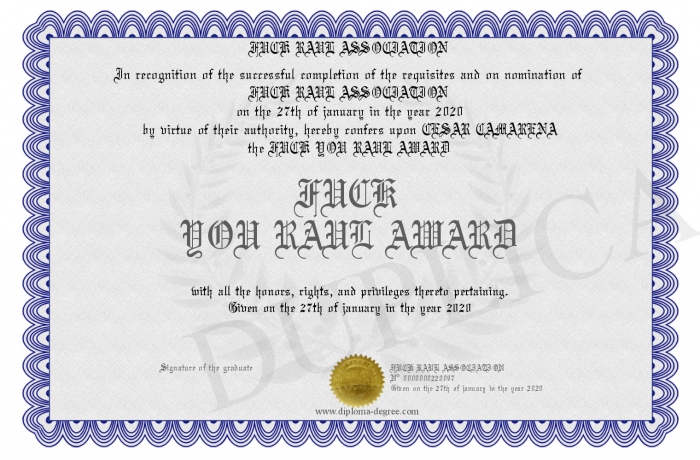 FUCK RAUL ASSOCIATION
In recognition of the successful completion of the requisites and on nomination of
FUCK RAUL ASSOCIATION
on the 27th of january in the year 2020
by virtue of their authority, hereby confers upon CESAR CAMARENA
the FUCK YOU RAUL AWARD
FUCK
YOU RAUL AWARD
with all the honors, rights, and privileges thereto pertaining.
Given on the 27th of january in the year 2020
DUPLICA
Signature of the graduate
FUCK RAUL ASSOCIATION
Nº 0000000220097
Given on the 27th of january in the year 2020
www.diploma-degree.com